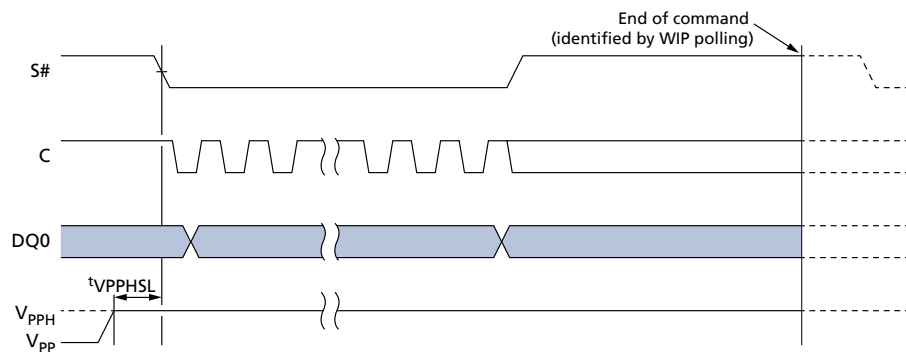 End of command
(identified by WIP polling)
S#
C
DQ0
tVPPHSL
VPPH
VPP